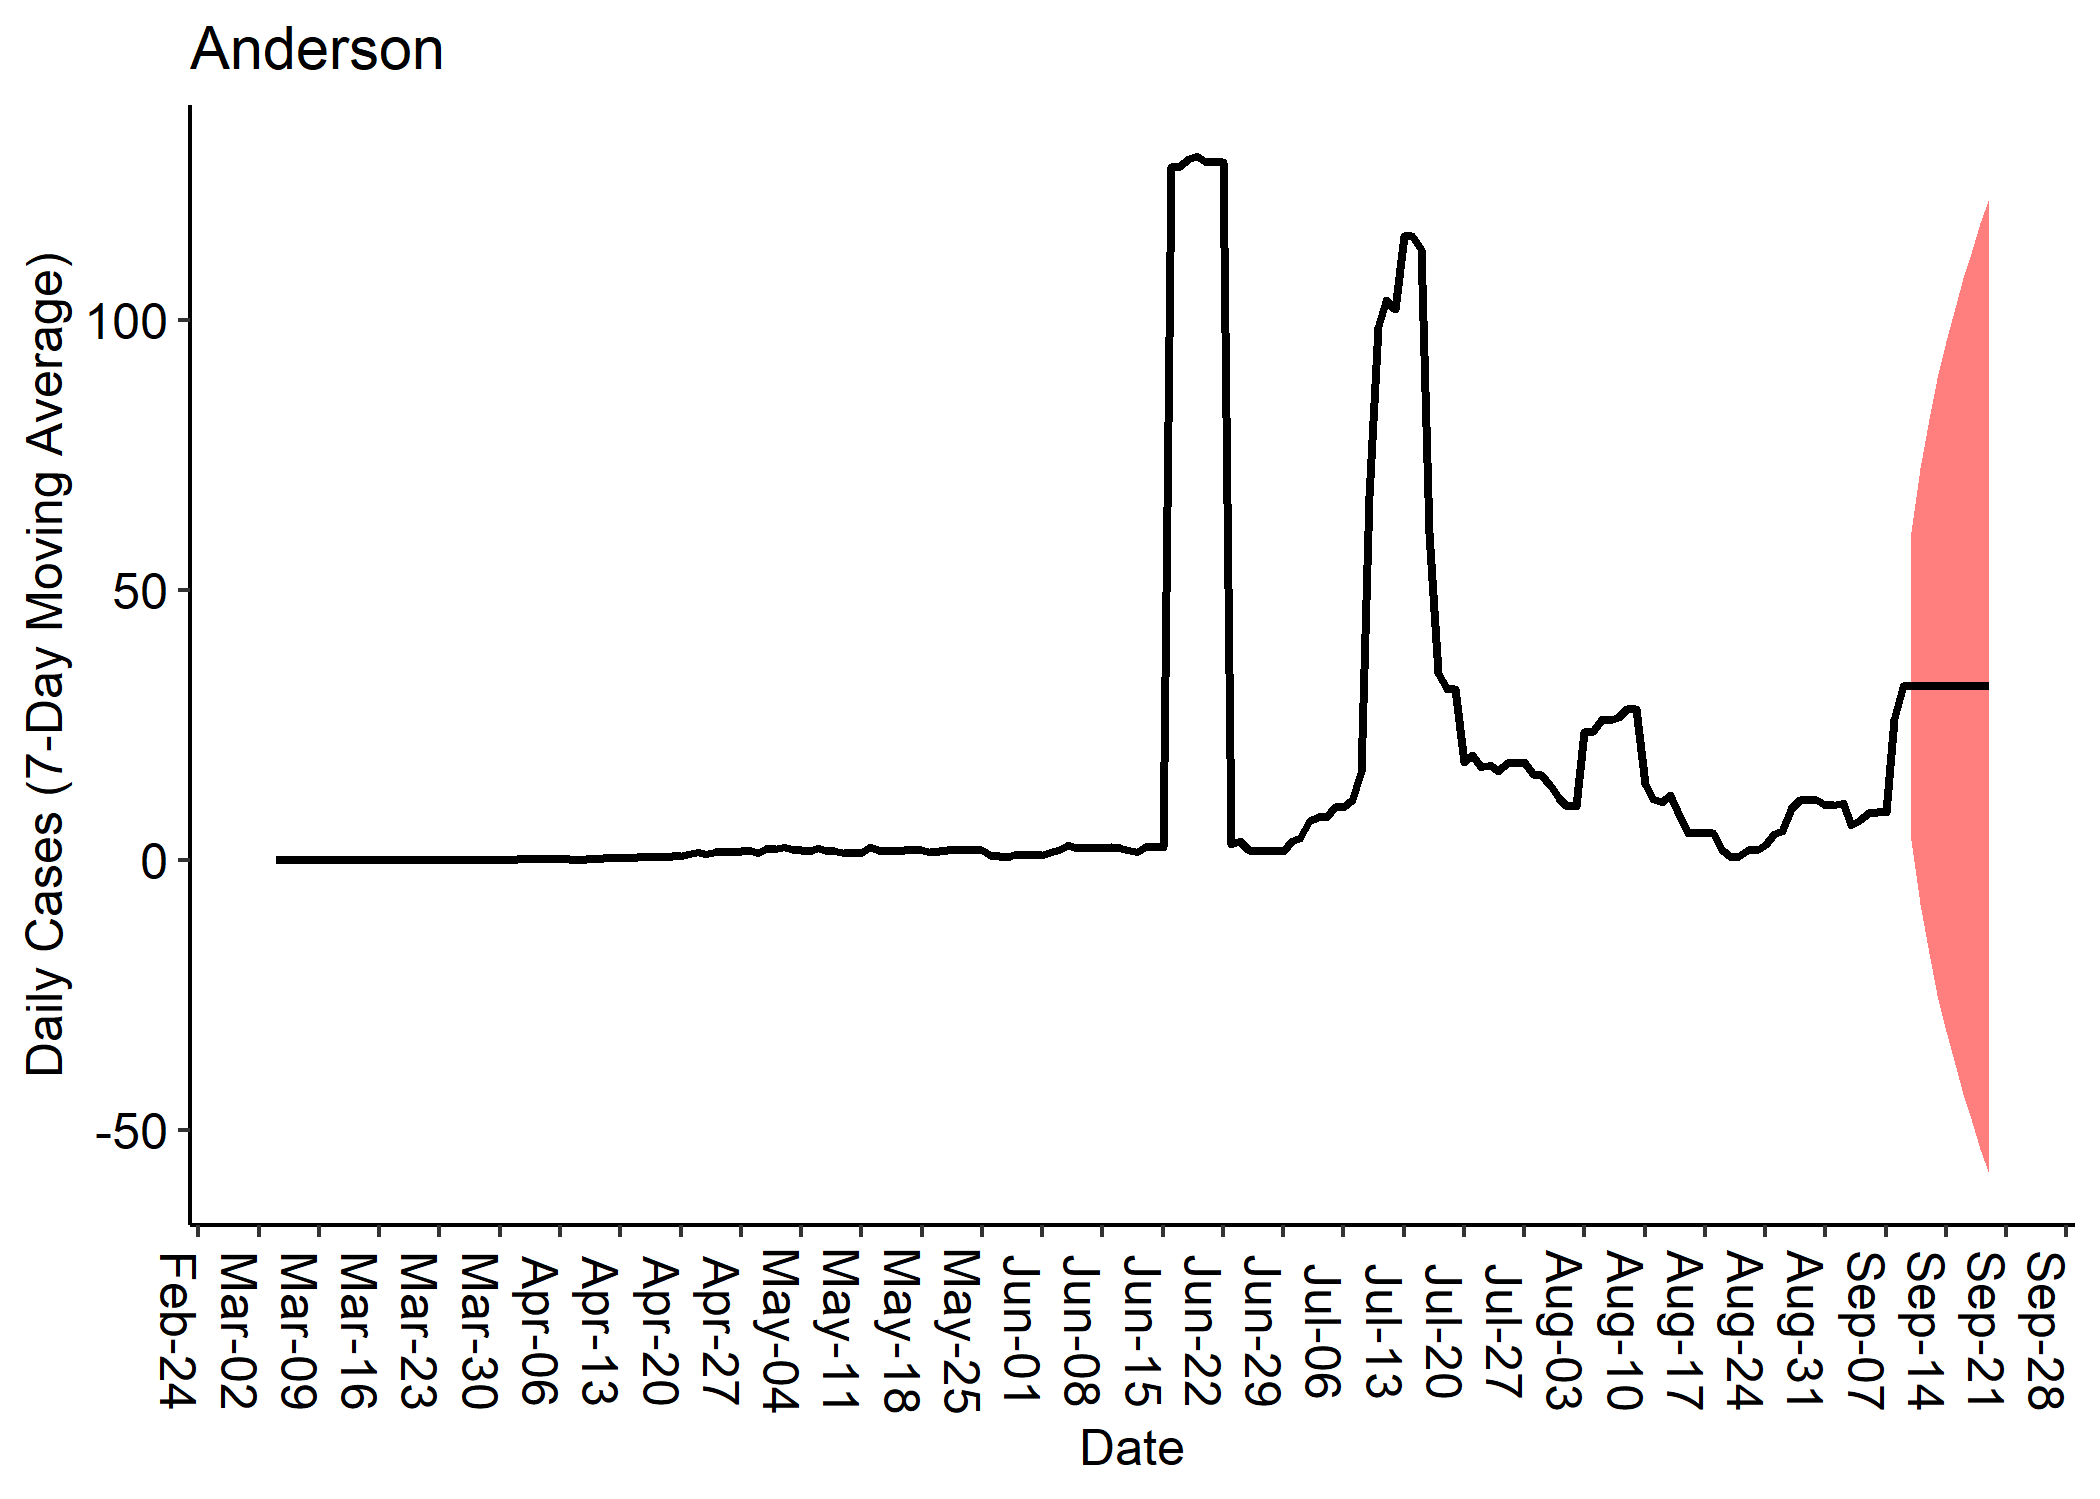 Anderson
Daily Cases (7-Day Moving Average)
100
50
0
-50
Feb-24
Mar-02
Mar-09
Mar-16
Mar-23
Mar-30
Apr-06
Apr-13
Apr-20
Apr-27
May-04
May-11
May-18
May-25
Jun-01
Jun-08
Jun-15
Jun-22
Jun-29
Jul-06
Jul-13
Jul-20
Jul-27
Aug-03
Aug-10
Aug-17
Aug-24
Aug-31
Sep-07
Sep-14
Sep-21
Sep-28
Date